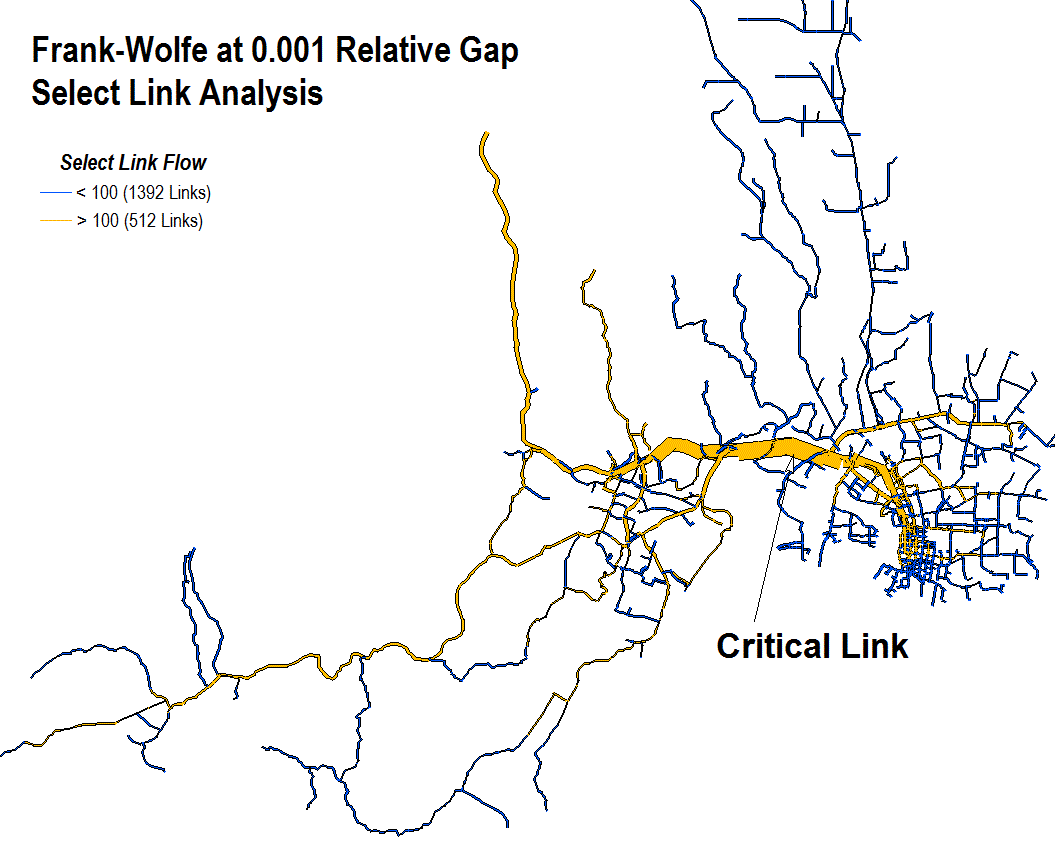 Frank-Wolfe at 0.001 Relative Gap
Select Link Analysis
Select Link Flow
< 100 (1392 Links)
> 100 (512 Links)
Critical Link